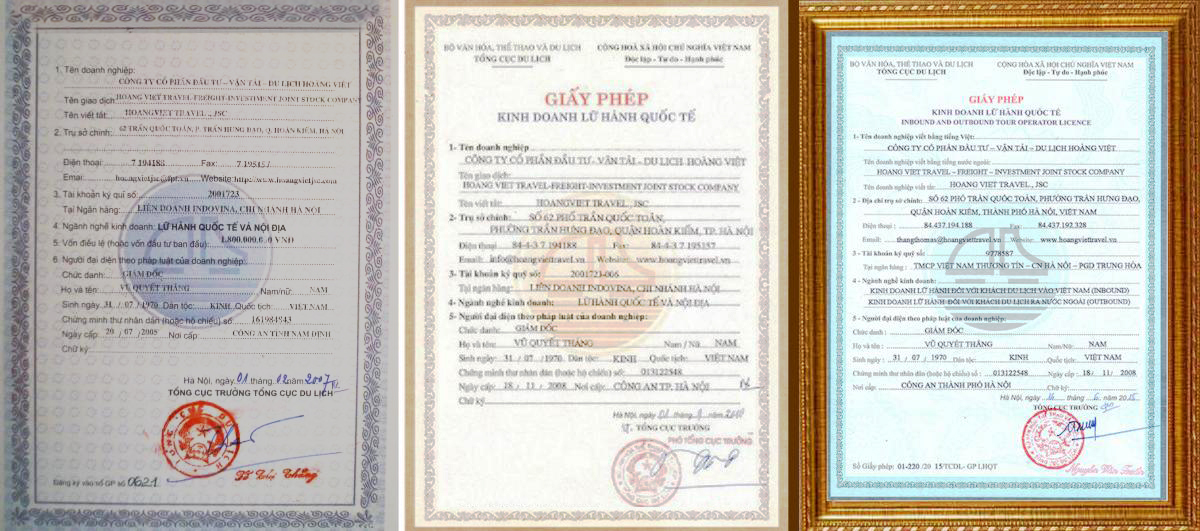 1. Tên doanh nghiệp:
CÔNG TY CỔ PHẦN ĐẦU TƯ – VẬN TẢI – DU LỊCH HOÀNG VIỆT
Tên giao dịch HOANG VIET TRAVEL-FREIGHT-INVESTMENT JOINT STOCK COMPANY
Tên viết tắt: HOANGVIET TRAVEL., JSC
2. Trụ sở chính: 62 TRẦN QUỐC TOẢN, P. TRẦN HƯNG ĐẠO, Q. HOÀN KIẾM, HÀ NỘI
Điện thoại: 7 194188 Fax: 7 195157
Emai: hoangvietjsc@fpt.vn Website: http://www.hoangvietjsc.com
3. Tài khoản ký quĩ số: 2001723
Tại Ngân hàng: LIÊN DOANH INDOVINA, CHI NHÁNH HÀ NỘI
4. Ngành nghề kinh doanh: LỮ HÀNH QUỐC TẾ VÀ NỘI ĐỊA
5. Vốn điều lệ (hoặc vốn đầu tư ban đầu): 1.800.000.000 VNĐ
6. Người đại diện theo pháp luật của doanh nghiệp:
Chức danh: GIÁM ĐỐC
Họ và tên: VŨ QUYẾT THẮNG Nam/Nữ: NAM
Sinh ngày: 31 / 07 / 1970 Dân tộc: KINH Quốc tịch: VIỆT NAM
Chứng minh thư nhân dân (hoặc hộ chiếu) số: 161984843
Ngày cấp: 20 / 07 / 2005 Nơi cấp CÔNG AN TỈNH NAM ĐỊNH
Chữ ký:
Hà Nội, ngày 01 tháng 02 năm 2007
TỔNG CỤC TRƯỞNG TỔNG CỤC DU LỊCH
Đăng ký vào sổ GP số 0621
BỘ VĂN HÓA, THỂ THAO VÀ DU LỊCH CỘNG HOÀ XÃ HỘI CHỦ NGHĨA VIỆT NAM
TỔNG CỤC DU LỊCH Độc lập - Tự do - Hạnh phúc
GIẤY PHÉP
KINH DOANH LỮ HÀNH QUỐC TẾ
1- Tên doanh nghiệp
CÔNG TY CỔ PHẦN ĐẦU TƯ – VẬN TẢI – DU LỊCH HOÀNG VIỆT
Tên giao dịch:
HOANG VIET TRAVEL-FREIGHT-INVESTMENT JOINT STOCK COMPANY
Tên viết tắt: HOANGVIET TRAVEL., JSC
2- Trụ sở chính: SỐ 62 PHỐ TRẦN QUỐC TOẢN,
PHƯỜNG TRẦN HƯNG ĐẠO, QUẬN HOÀN KIẾM, TP. HÀ NỘI
Điện thoại 84-4-3 7 194188 Fax: 84-4-3 7 195157
Email: info@hoangviettravel.vn Website: www.hoangviettravel.vn
3- Tài khoản ký quỹ số: 2001723-006
Tại ngân hàng: LIÊN DOANH INDOVINA, CHI NHÁNH HÀ NỘI
4- Ngành nghề kinh doanh: LỮ HÀNH QUỐC TẾ VÀ NỘI ĐỊA
5- Người đại diện theo pháp luật của doanh nghiệp:
Chức danh: GIÁM ĐỐC
Họ và tên: VŨ QUYẾT THẮNG Nam/ Nữ: NAM
Sinh ngày: 31 / 07 /1970 Dân tộc: KINH Quốc tịch: VIỆT NAM
Chứng minh thư nhân dân (hoặc hộ chiếu) số: 013122548
Ngày cấp: 18 / 11 / 2008 Nơi cấp: CÔNG AN TP. HÀ NỘI
Chữ ký
Hà Nội, ngày tháng năm
TỔNG CỤC TRƯỞNG
PHÓ TỔNG CỤC TRƯỞNG
BỘ VĂN HÓA, THỂ THAO VÀ DU LỊCH CỘNG HÒA XÃ HỘI CHỦ NGHĨA VIỆT NAM
TỔNG CỤC DU LỊCH Độc lập - Tự do - Hạnh phúc
GIẤY PHÉP
KINH DOANH LỮ HÀNH QUỐC TẾ
INBOUND AND OUTBOUND TOUR OPERATOR LICENCE
1- Tên doanh nghiệp viết bằng tiếng Việt:
CÔNG TY CỔ PHẦN ĐẦU TƯ – VẬN TẢI – DU LỊCH HOÀNG VIỆT
Tên doanh nghiệp viết bằng tiếng nước ngoài:
HOANG VIET TRAVEL – FREIGHT – INVESTMENT JOINT STOCK COMPANY
Tên doanh nghiệp viết tắt: HOANG VIET TRAVEL., JSC
2 - Địa chỉ trụ sở chính: SỐ 62 PHỐ TRẦN QUỐC TOẢN, PHƯỜNG TRẦN HƯNG ĐẠO,
QUẬN HOÀN KIẾM, THÀNH PHỐ HÀ NỘI, VIỆT NAM
Điện thoại : 84.437.194.188 Fax: 84.437.192.328
Email: thangthomas@hoangviettravel.vn Website: www.hoangviettravel.vn
3 - Tài khoản ký quỹ số: 9778587
Tại ngân hàng : TMCP VIỆT NAM THƯƠNG TÍN – CN HÀ NỘI – PGD TRUNG HÒA
4 - Ngành nghề kinh doanh:
KINH DOANH LỮ HÀNH ĐỐI VỚI KHÁCH DU LỊCH VÀO VIỆT NAM (INBOUND)
KINH DOANH LỮ HÀNH ĐỐI VỚI KHÁCH DU LỊCH RA NƯỚC NGOÀI (OUTBOUND)
5 - Người đại diện theo pháp luật của doanh nghiệp:
Chức danh : GIÁM ĐỐC
Họ và tên : VŨ QUYẾT THẮNG Nam/Nữ: NAM
Sinh ngày : 31 / 07 / 1970 Dân tộc: KINH Quốc tịch: VIỆT NAM
Chứng minh thư nhân dân (hoặc hộ chiếu) số : 013122548 Ngày cấp : 18/ 11/ 2008
Nơi cấp: CÔNG AN THÀNH PHỐ HÀ NỘI Chữ ký:
Hà Nội, ngày 16 tháng 6 năm 2015
TỔNG CỤC TRƯỞNG
Số Giấy phép: 01-220 /20 15/TCDL- GP LHQT